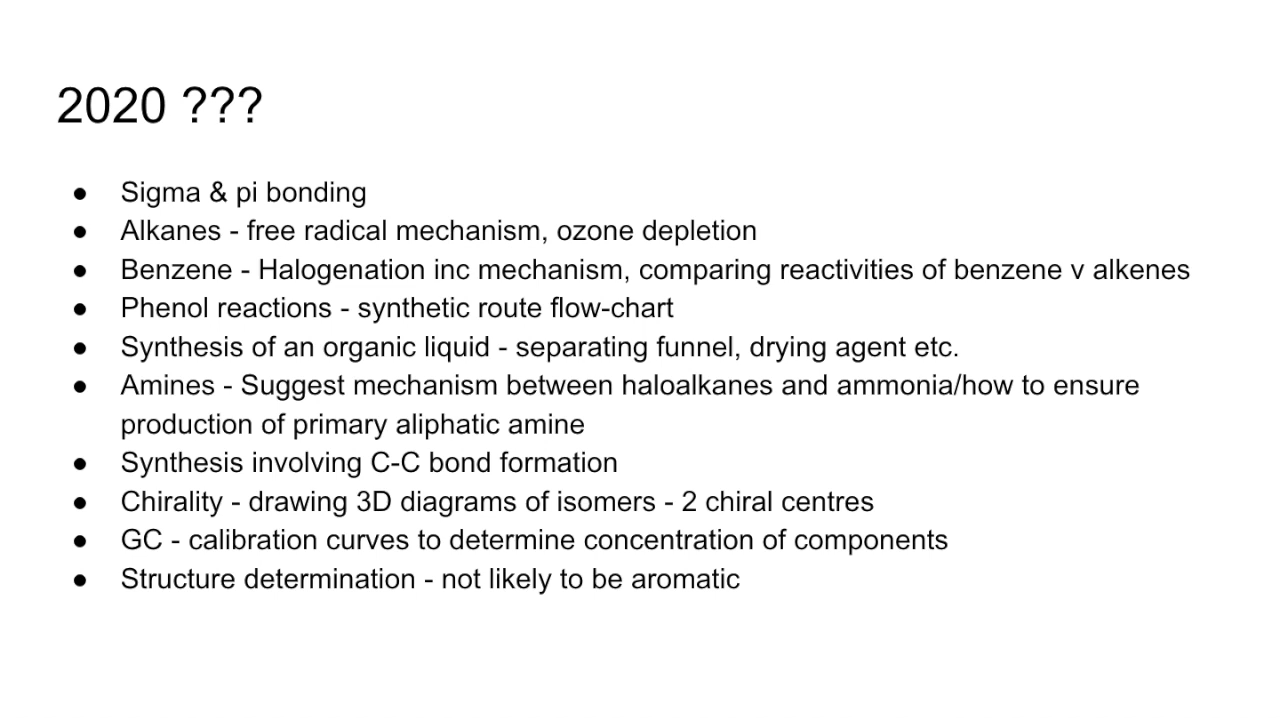 2020 ???
● Sigma & pi bonding
● Alkanes - free radical mechanism, ozone depletion
● Benzene - Halogenation inc mechanism, comparing reactivities of benzene v alkenes
● Phenol reactions - synthetic route flow-chart
● Synthesis of an organic liquid - separating funnel, drying agent etc.
● Amines - Suggest mechanism between haloalkanes and ammonia/how to ensure
production of primary aliphatic amine
● Synthesis involving C-C bond formation
● Chirality - drawing 3D diagrams of isomers - 2 chiral centres
● GC - calibration curves to determine concentration of components
● Structure determination - not likely to be aromatic